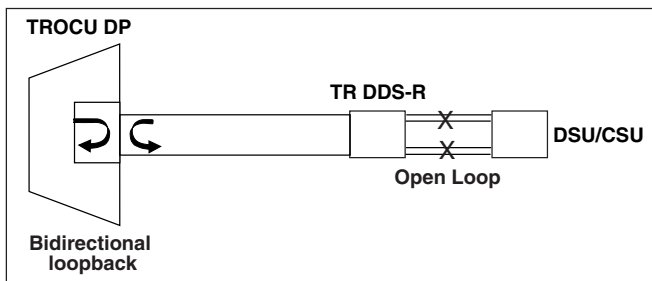 TROCU DP
TR DDS-R
X
DSU/CSU
X
Open Loop
Bidirectional
loopback